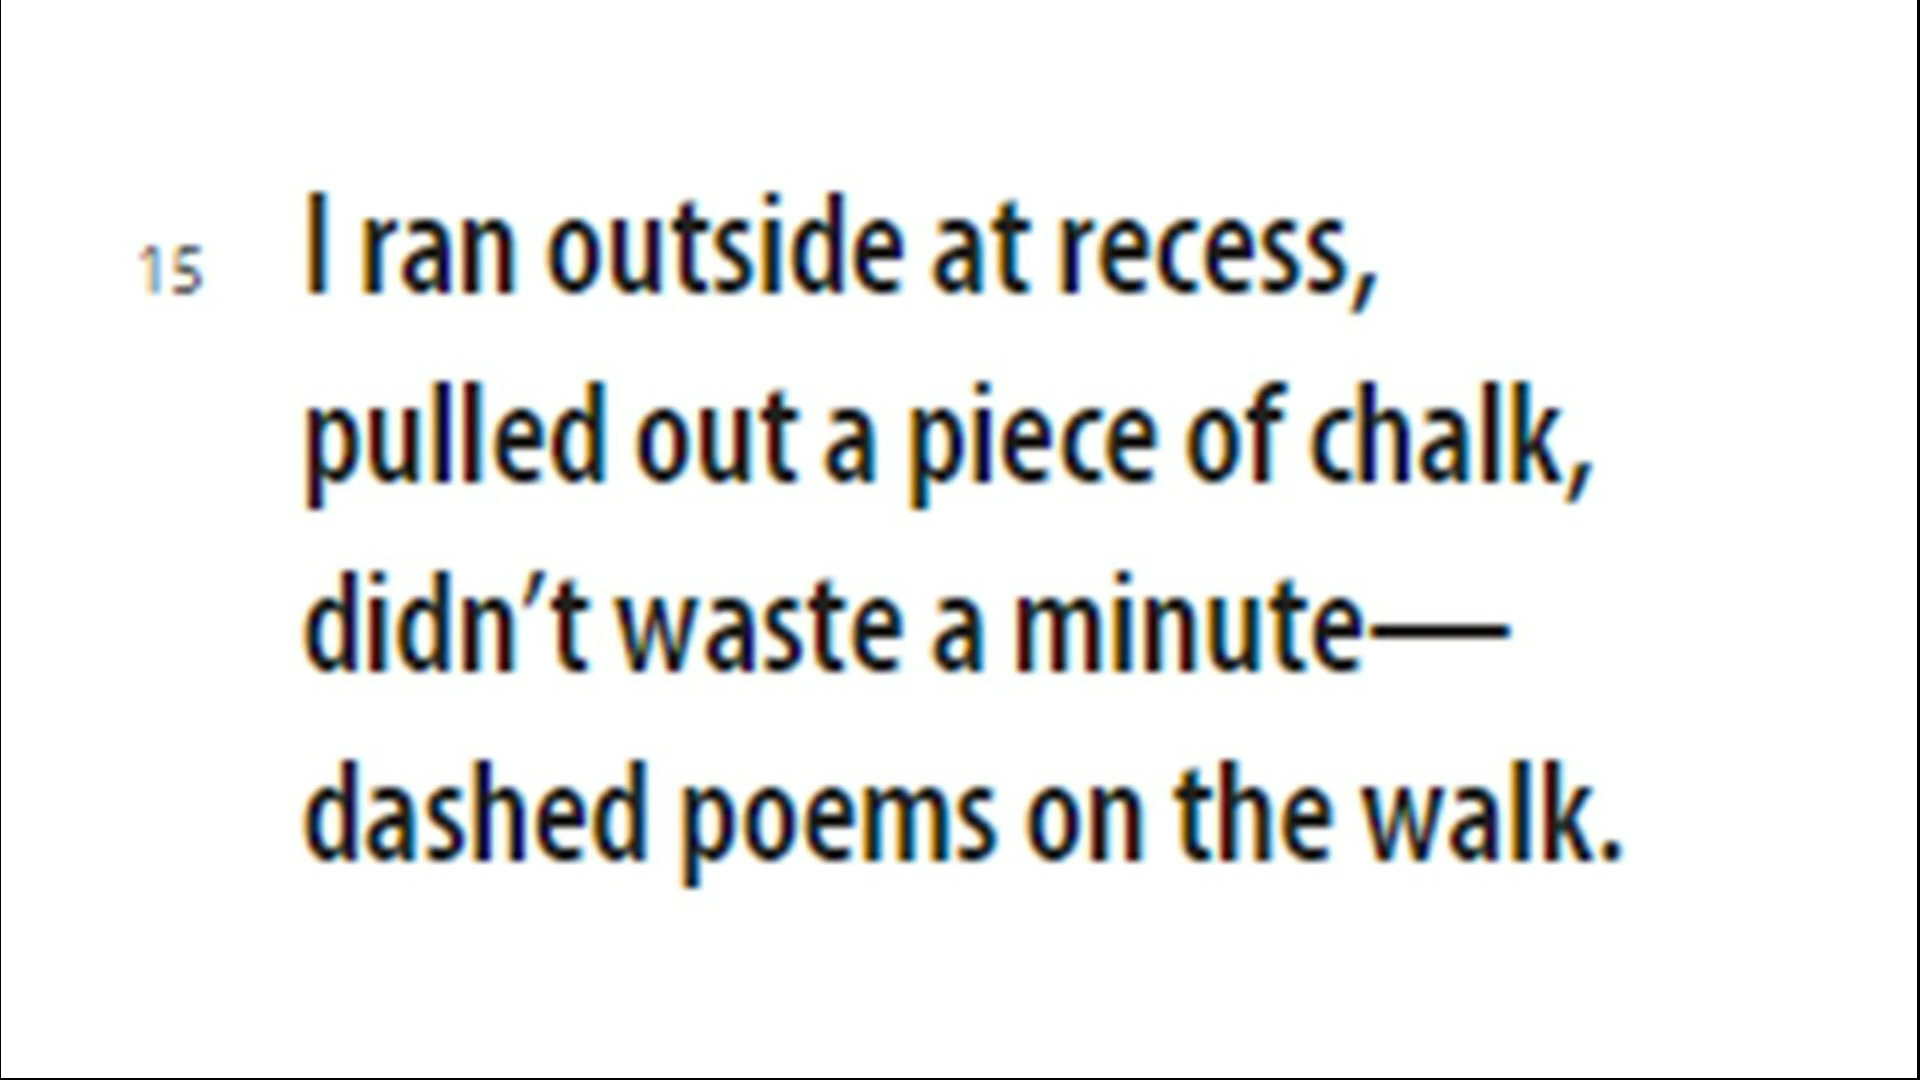 15 I ran outside at recess,
pulled out a piece of chalk,
didn’t waste a minute—
dashed poems on the walk.